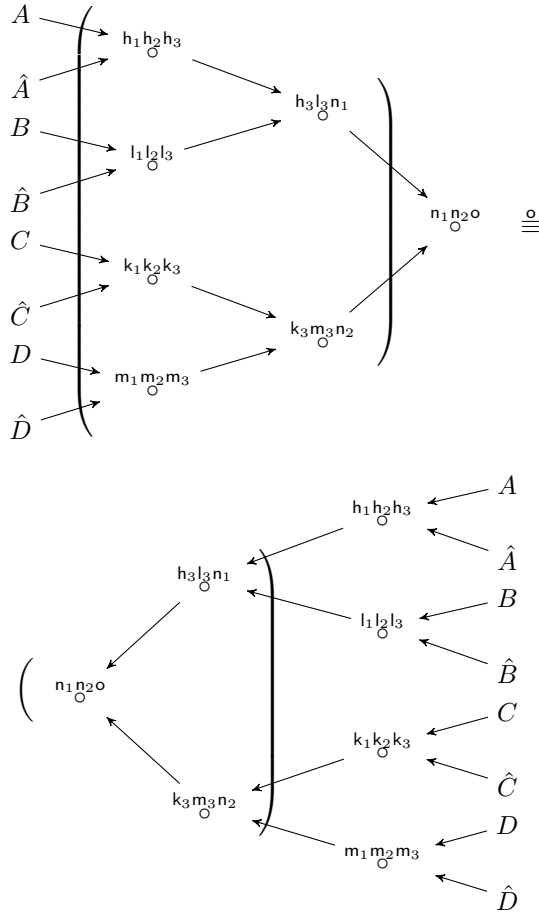 A
h₁h₂h₃
Â
h₃l₃n₁
B
l₁l₂l₃
B̂
n₁n₂o ≡ o
C
k₁k₂k₃
Ĉ
k₃m₃n₂
D
m₁m₂m₃
D̂
A
h₁h₂h₃
Â
h₃l₃n₁
B
l₁l₂l₃
B̂
( n₁n₂o )
C
k₁k₂k₃
Ĉ
k₃m₃n₂
D
m₁m₂m₃
D̂